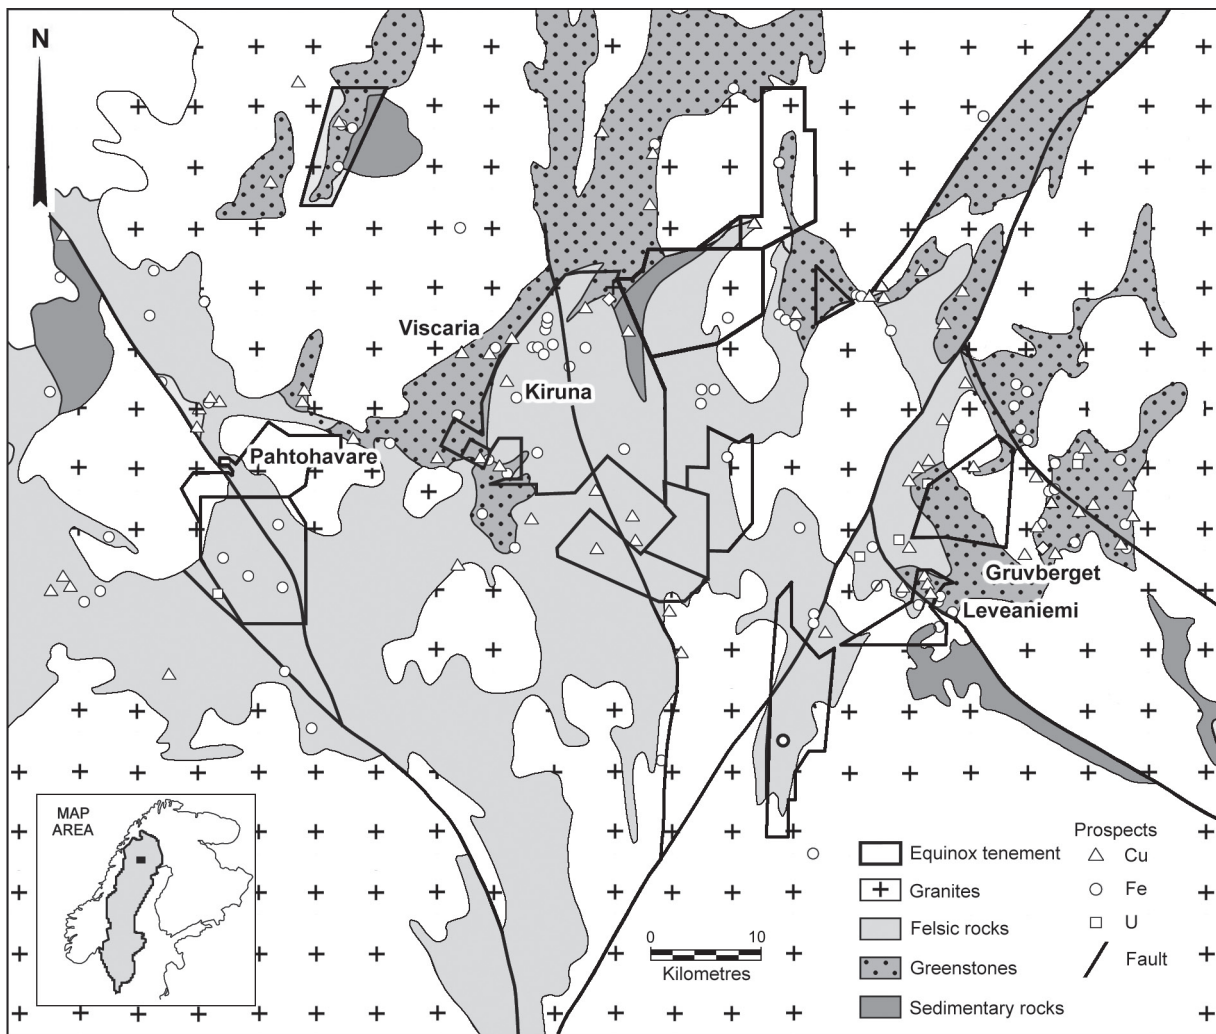 N
Viscaria
Kiruna
Pahtohavare
Gruvberget
Leveaniemi
MAP
AREA
0 10
Kilometres
Equinox tenement
Granites
Felsic rocks
Greenstones
Sedimentary rocks
Prospects
Cu
Fe
U
Fault